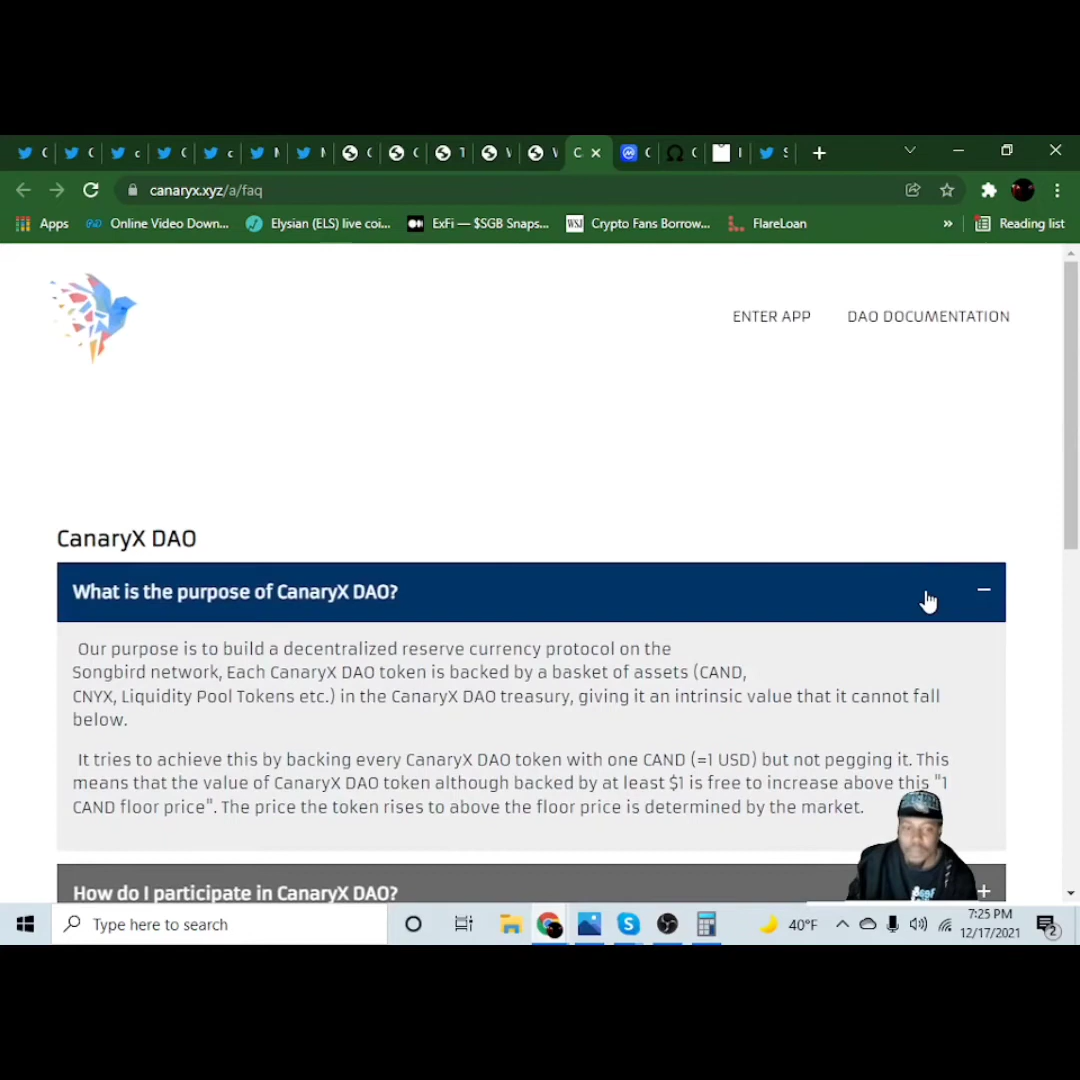 canaryx.xyz/a/faq
Apps
Online Video Down...
Elysian (ELS) live coi...
ExFi — $SGB Snaps...
WSJ
Crypto Fans Borrow...
FlareLoan
»
Reading list
ENTER APP
DAO DOCUMENTATION
CanaryX DAO
What is the purpose of CanaryX DAO?
Our purpose is to build a decentralized reserve currency protocol on the
Songbird network, Each CanaryX DAO token is backed by a basket of assets (CAND,
CNYX, Liquidity Pool Tokens etc.) in the CanaryX DAO treasury, giving it an intrinsic value that it cannot fall
below.
It tries to achieve this by backing every CanaryX DAO token with one CAND (=1 USD) but not pegging it. This
means that the value of CanaryX DAO token although backed by at least $1 is free to increase above this "1
CAND floor price". The price the token rises to above the floor price is determined by the market.
How do I participate in CanaryX DAO?
Type here to search
40°F
7:25 PM
12/17/2021
2